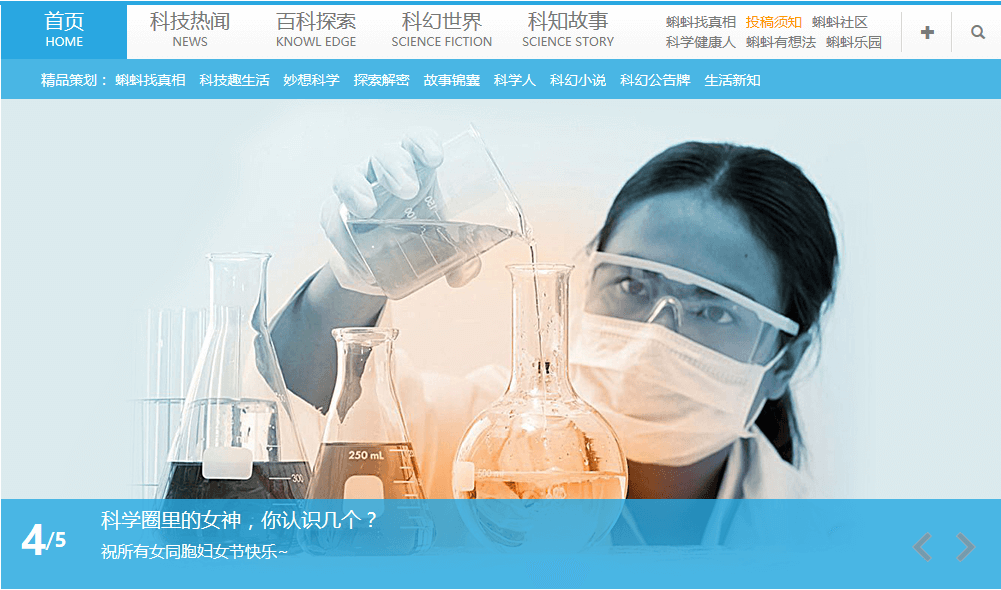 首页 科技热闻 百科探索 科幻世界 科知故事 蝌蚪找真相 投稿须知 蝌蚪社区
HOME NEWS KNOWL EDGE SCIENCE FICTION SCIENCE STORY 科学健康人 蝌蚪有想法 蝌蚪乐园
精品策划： 蝌蚪找真相 科技趣生活 妙想科学 探索解密 故事锦囊 科学人 科幻小说 科幻公告牌 生活新知
250 mL
300
500 ml
科学圈里的女神，你认识几个？
4/5
祝所有女同胞妇女节快乐~